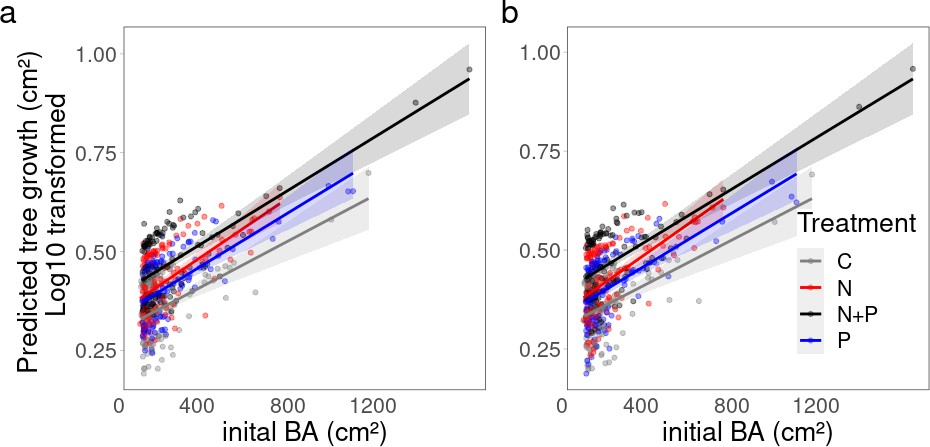 a
b
Predicted tree growth (cm²)
Log10 transformed
1.00
0.75
0.50
0.25
0
400
800
1200
inital BA (cm²)
1.00
0.75
0.50
0.25
0
400
800
1200
inital BA (cm²)
Treatment
C
N
N+P
P